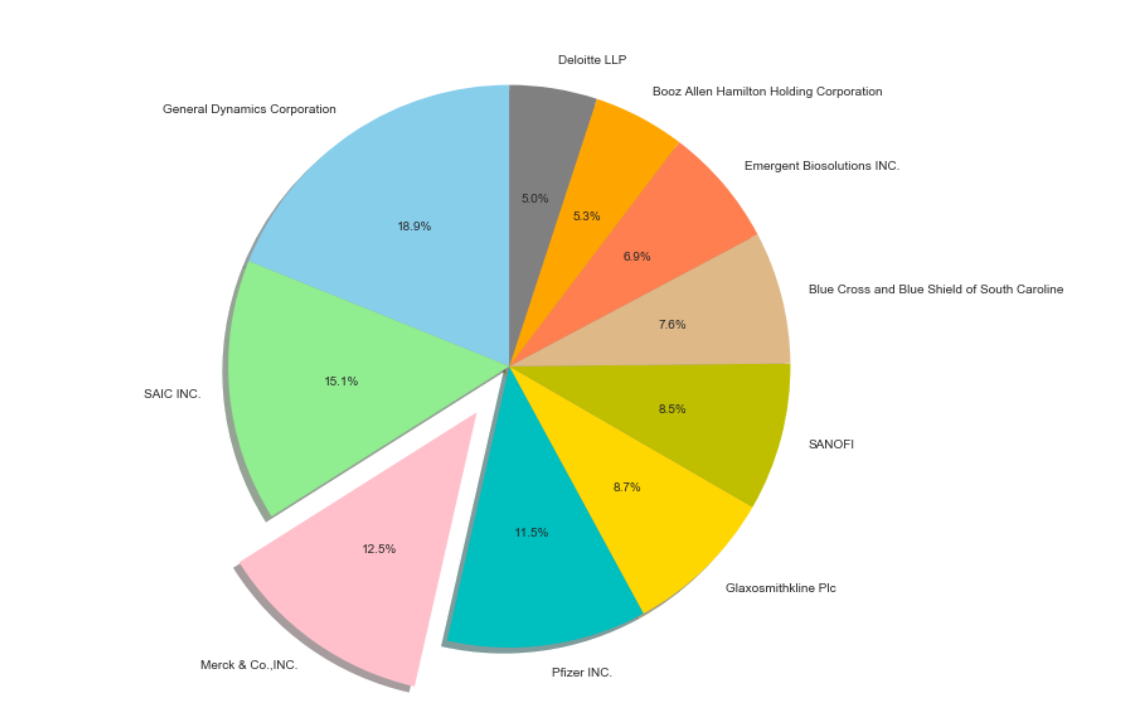 Deloitte LLP
Booz Allen Hamilton Holding Corporation
General Dynamics Corporation
Emergent Biosolutions INC.
5.0%
5.3%
18.9%
6.9%
Blue Cross and Blue Shield of South Caroline
7.6%
15.1%
SAIC INC.
8.5%
SANOFI
8.7%
11.5%
12.5%
Glaxosmithkline Plc
Merck & Co.,INC.
Pfizer INC.